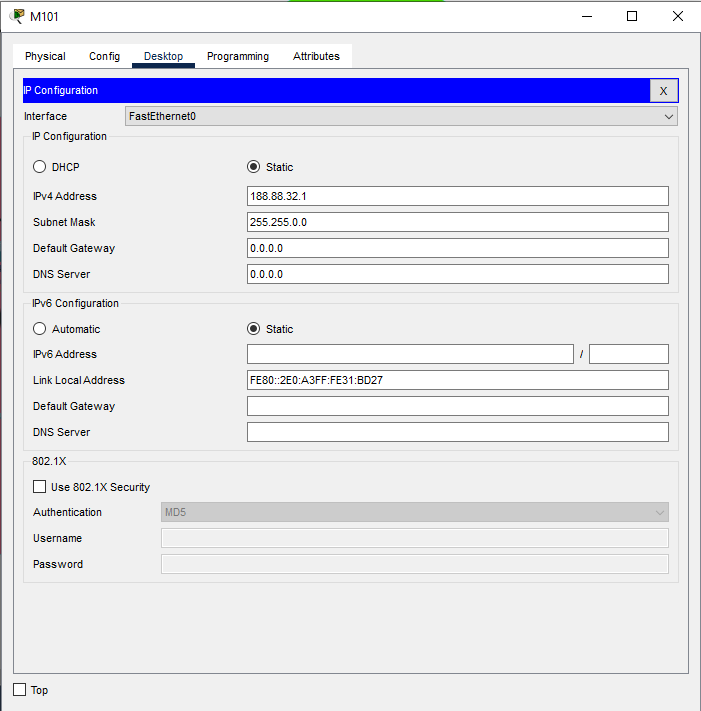 M101
Physical Config Desktop Programming Attributes
IP Configuration X
Interface FastEthernet0
IP Configuration
DHCP Static
IPv4 Address 188.88.32.1
Subnet Mask 255.255.0.0
Default Gateway 0.0.0.0
DNS Server 0.0.0.0
IPv6 Configuration
Automatic Static
IPv6 Address /
Link Local Address FE80::2E0:A3FF:FE31:BD27
Default Gateway
DNS Server
802.1X
Use 802.1X Security
Authentication MD5
Username
Password
Top